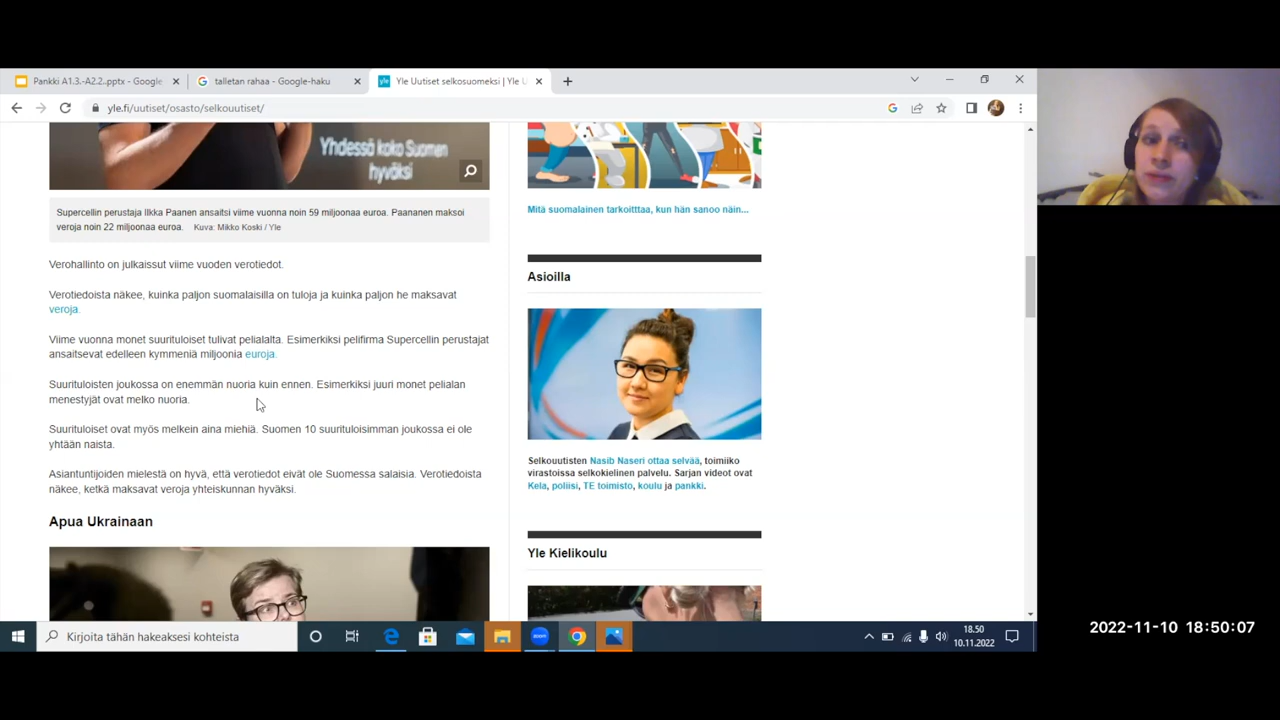 Pankki A1.3.-A2.2..pptx - Google
talletan rahaa - Google-haku
yle Yle Uutiset selkosuomeksi | Yle U
yle.fi/uutiset/osasto/selkouutiset/
Yhdessä koko Suomen
hyväksi
Supercellin perustaja Ilkka Paanen ansaitsi viime vuonna noin 59 miljoonaa euroa. Paananen maksoi
veroja noin 22 miljoonaa euroa. Kuva: Mikko Koski / Yle
Verohallinto on julkaissut viime vuoden verotiedot.
Verotiedoista näkee, kuinka paljon suomalaisilla on tuloja ja kuinka paljon he maksavat
veroja.
Viime vuonna monet suurituloiset tulivat pelialalta. Esimerkiksi pelifirma Supercellin perustajat
ansaitsevat edelleen kymmeniä miljoonia euroja.
Suurituloisten joukossa on enemmän nuoria kuin ennen. Esimerkiksi juuri monet pelialan
menestyjät ovat melko nuoria.
Suurituloiset ovat myös melkein aina miehiä. Suomen 10 suurituloisimman joukossa ei ole
yhtään naista.
Asiantuntijoiden mielestä on hyvä, että verotiedot eivät ole Suomessa salaisia. Verotiedoista
näkee, ketkä maksavat veroja yhteiskunnan hyväksi.
Apua Ukrainaan
Mitä suomalainen tarkoitttaa, kun hän sanoo näin...
Asioilla
Selkouutisten Nasib Naseri ottaa selvää, toimiiko
virastoissa selkokielinen palvelu. Sarjan videot ovat
Kela, poliisi, TE toimisto, koulu ja pankki.
Yle Kielikoulu
Kirjoita tähän hakeaksesi kohteista
zoom
18.50
10.11.2022
2022-11-10 18:50:07